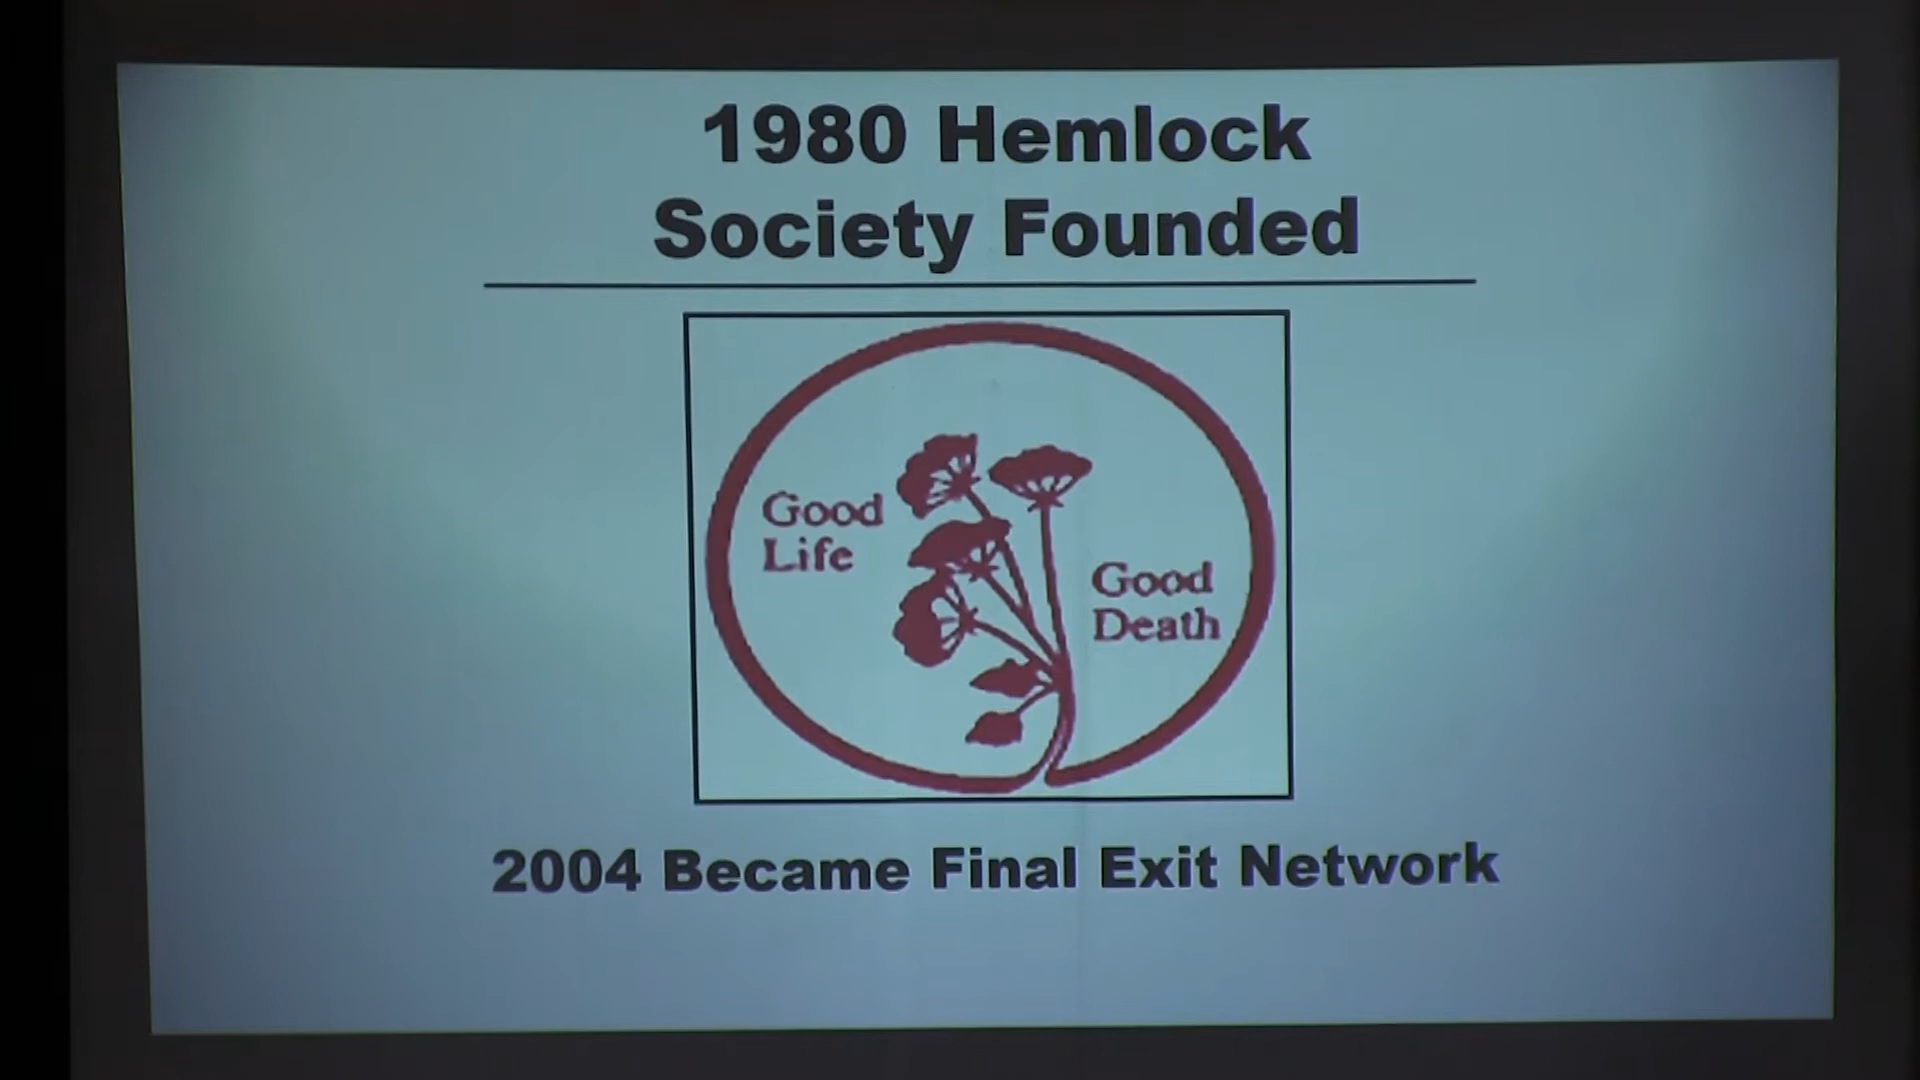 1980 Hemlock
Society Founded
Good
Life
Good
Death
2004 Became Final Exit Network